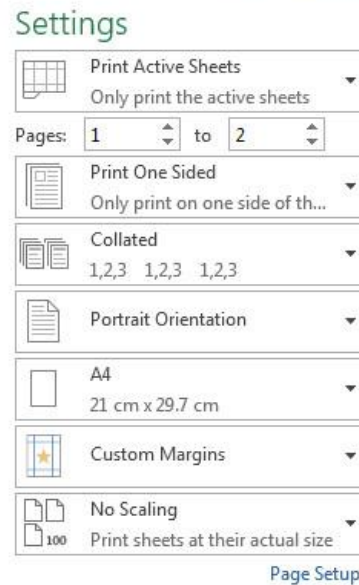 Settings
Print Active Sheets
Only print the active sheets
Pages: 1 to 2
Print One Sided
Only print on one side of th...
Collated
1,2,3 1,2,3 1,2,3
Portrait Orientation
A4
21 cm x 29.7 cm
Custom Margins
No Scaling
100 Print sheets at their actual size
Page Setup